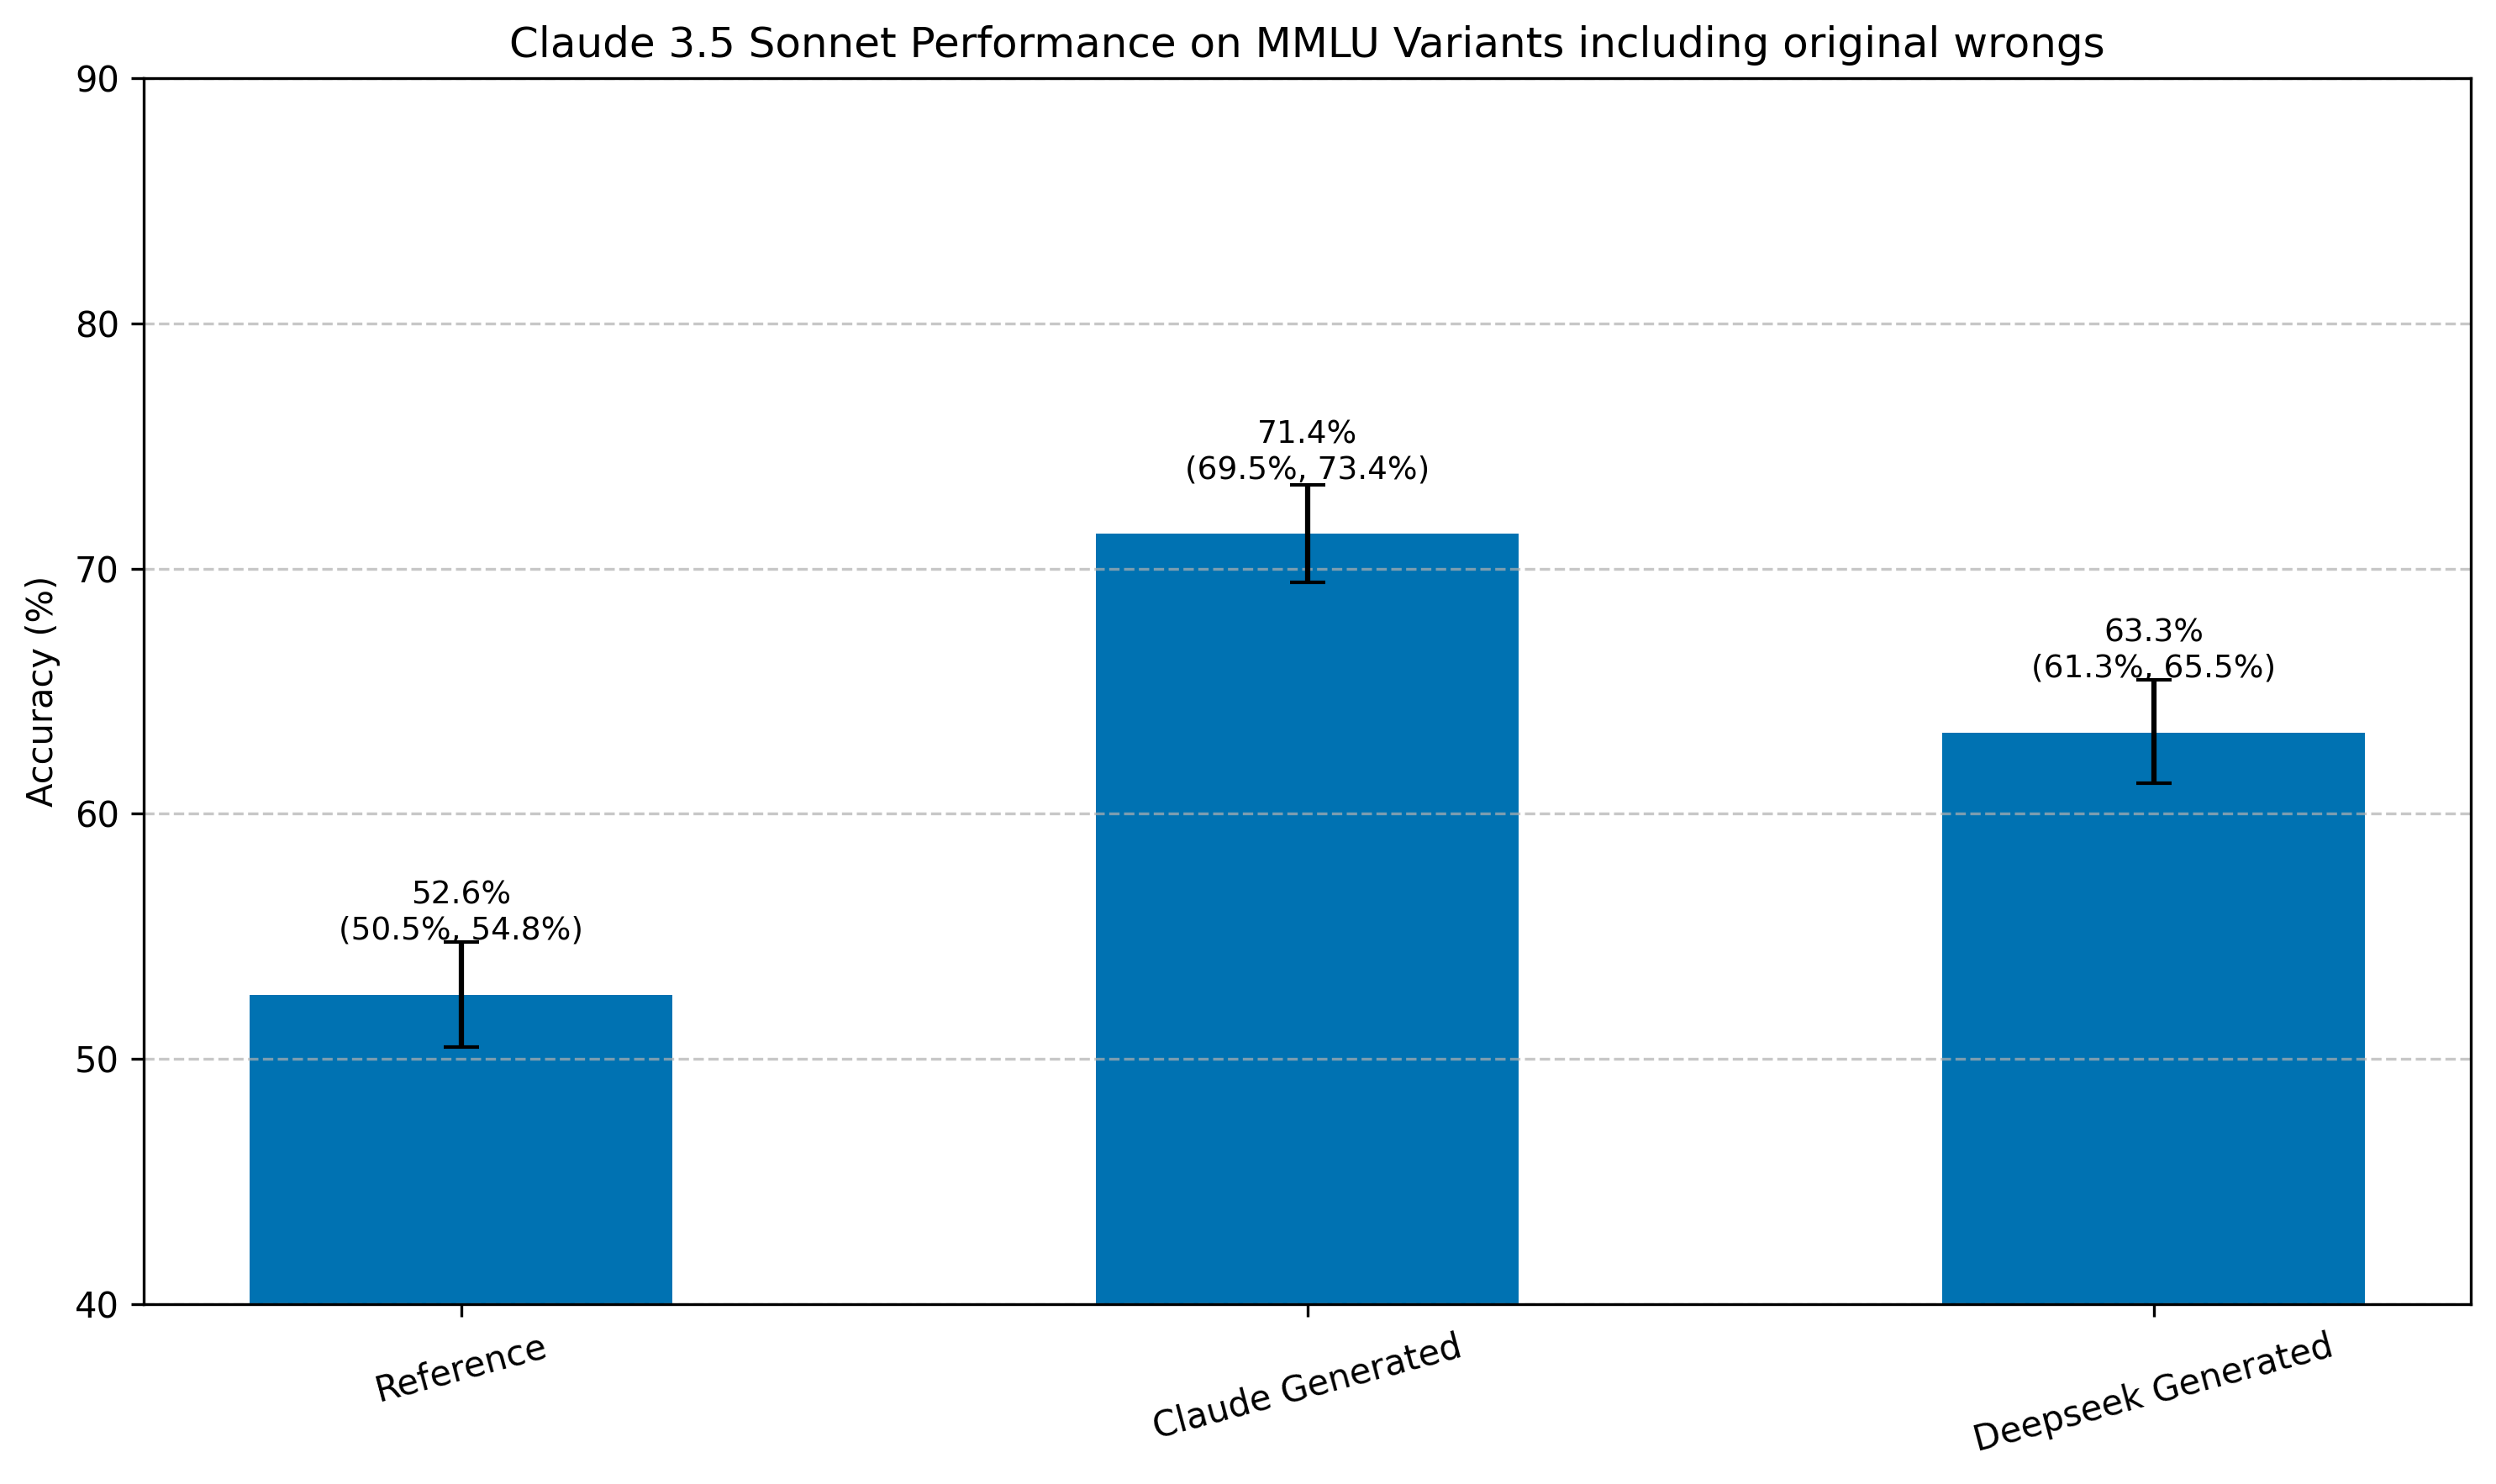 Claude 3.5 Sonnet Performance on MMLU Variants including original wrongs
90
80
70
60
50
40
Accuracy (%)
52.6%
(50.5%, 54.8%)
71.4%
(69.5%, 73.4%)
63.3%
(61.3%, 65.5%)
Reference
Claude Generated
Deepseek Generated